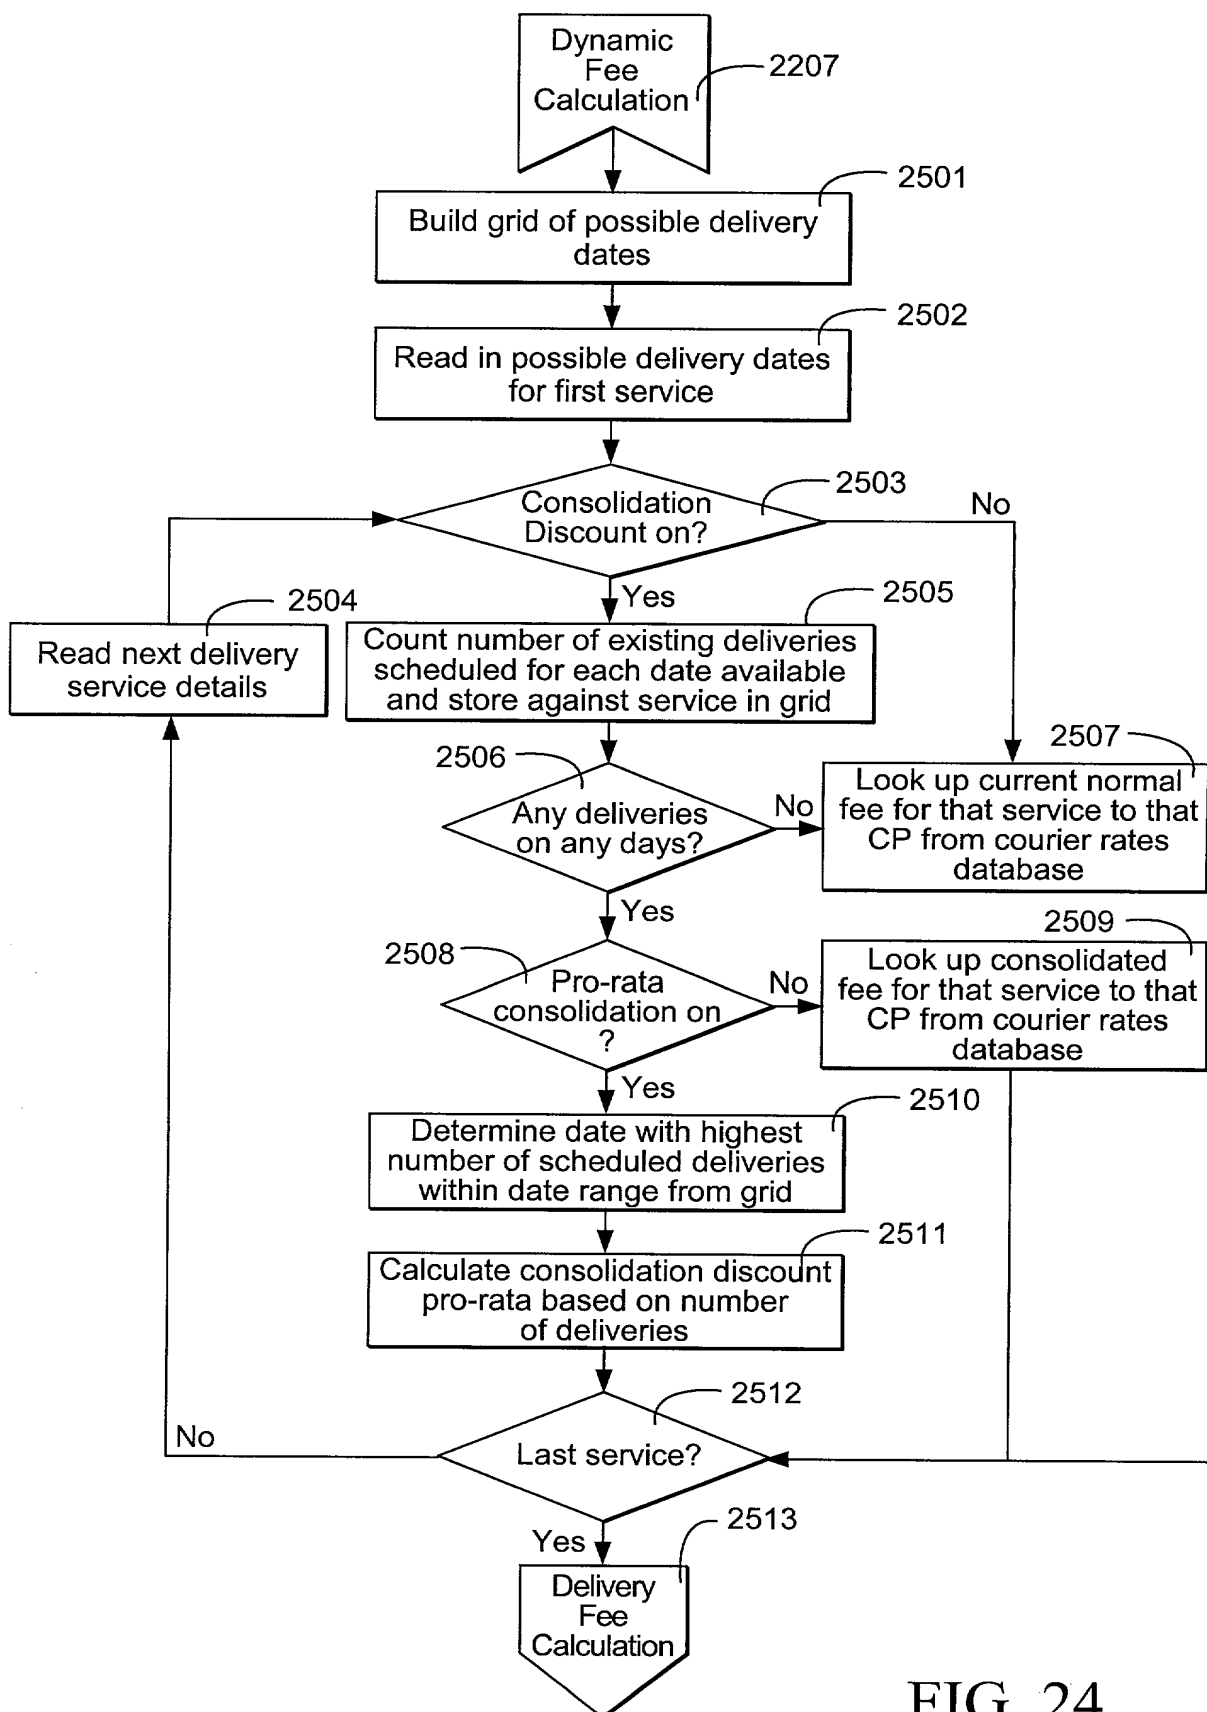 Dynamic
Fee
Calculation
2207
2501
Build grid of possible delivery
dates
2502
Read in possible delivery dates
for first service
2503
Consolidation
Discount on?
No
Yes
2504
Read next delivery
service details
2505
Count number of existing deliveries
scheduled for each date available
and store against service in grid
2506
Any deliveries
on any days?
No
Yes
2507
Look up current normal
fee for that service to that
CP from courier rates
database
2508
Pro-rata
consolidation on
?
No
Yes
2509
Look up consolidated
fee for that service to that
CP from courier rates
database
2510
Determine date with highest
number of scheduled deliveries
within date range from grid
2511
Calculate consolidation discount
pro-rata based on number
of deliveries
2512
Last service?
No
Yes
2513
Delivery
Fee
Calculation
FIG. 24